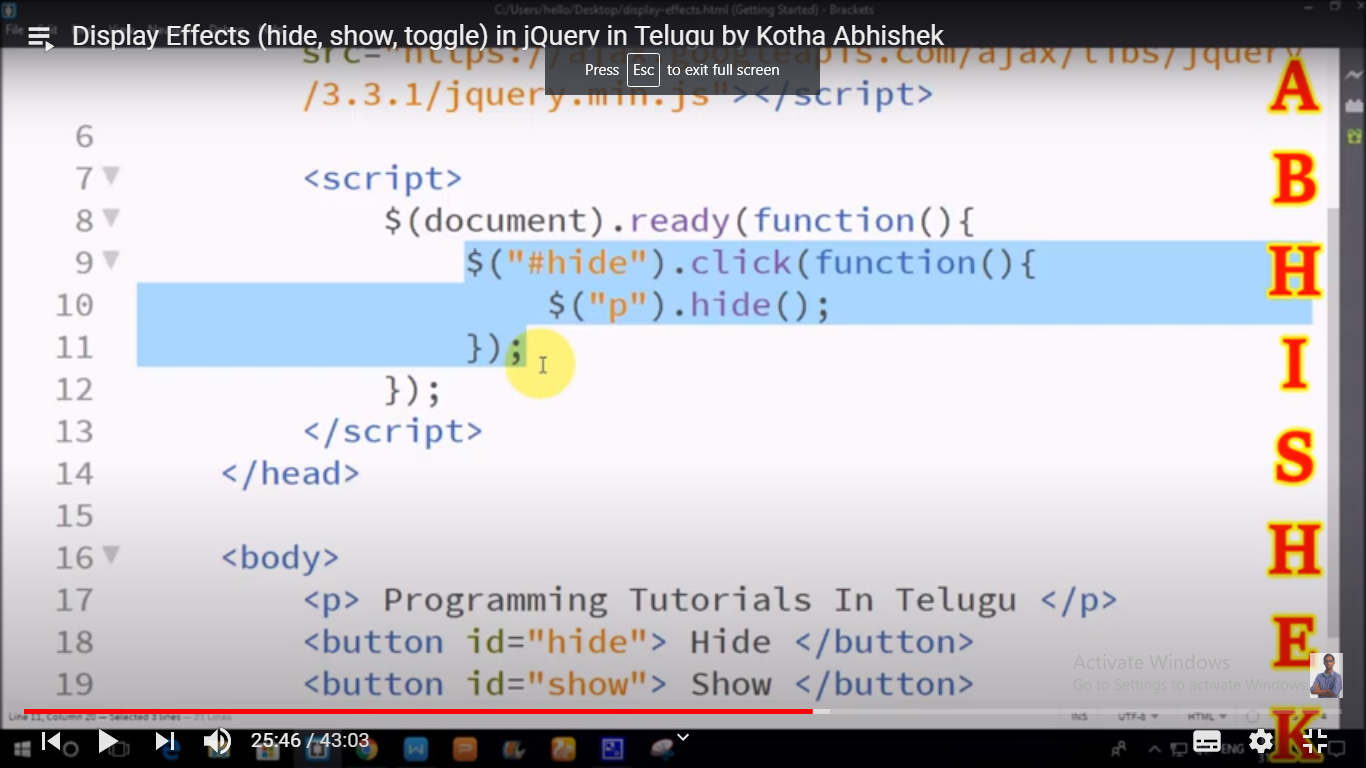 C:/Users/hello/Desktop/display-effects.html (Getting Started) - Brackets
Display Effects (hide, show, toggle) in jQuery in Telugu by Kotha Abhishek
Press Esc to exit full screen
src="https://ajax.googleapis.com/ajax/libs/jquery
/3.3.1/jquery.min.js"></script>
6
7 <script>
8 $(document).ready(function(){
9 $("#hide").click(function(){
10 $("p").hide();
11 });
12 });
13 </script>
14 </head>
15
16 <body>
17 <p> Programming Tutorials In Telugu </p>
18 <button id="hide"> Hide </button>
19 <button id="show"> Show </button>
A
B
H
I
S
H
E
K
Activate Windows
Go to Settings to activate Windows.
Line 11, Column 20 — Selected 3 lines — 21 Lines
INS UTF-8 HTML
25:46 / 43:03
ENG